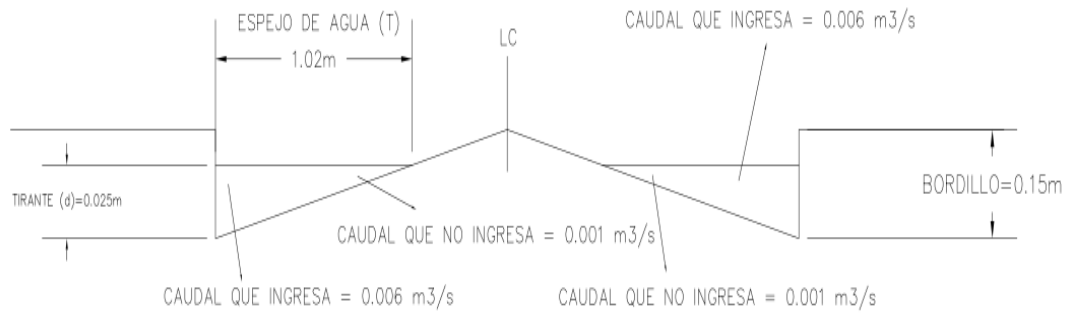 ESPEJO DE AGUA (T)
1.02m
LC
CAUDAL QUE INGRESA = 0.006 m3/s
TIRANTE (d)=0.025m
BORDILLO=0.15m
CAUDAL QUE NO INGRESA = 0.001 m3/s
CAUDAL QUE INGRESA = 0.006 m3/s
CAUDAL QUE NO INGRESA = 0.001 m3/s